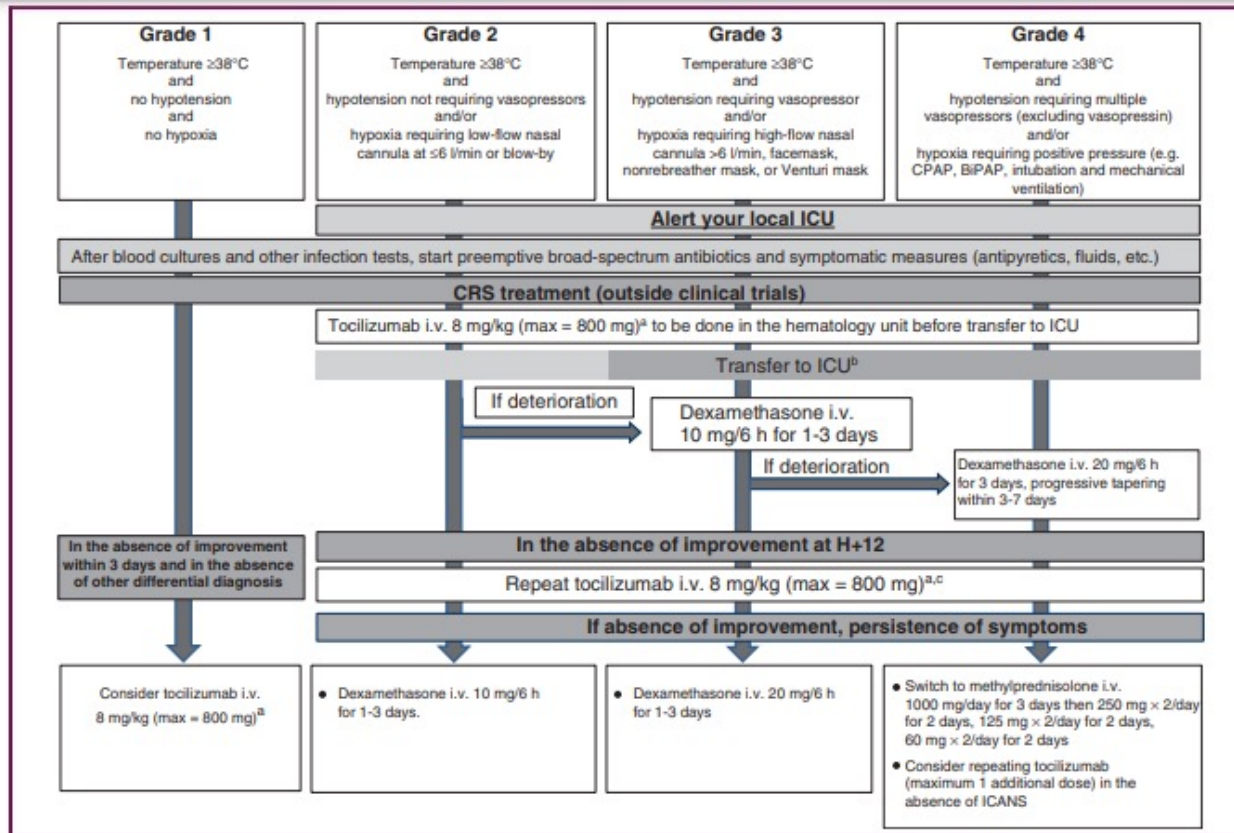 Grade 1
Temperature ≥38°C
and
no hypotension
and
no hypoxia
Grade 2
Temperature ≥38°C
and
hypotension not requiring vasopressors
and/or
hypoxia requiring low-flow nasal
cannula at ≤6 l/min or blow-by
Grade 3
Temperature ≥38°C
and
hypotension requiring vasopressor
and/or
hypoxia requiring high-flow nasal
cannula >6 l/min, facemask,
nonrebreather mask, or Venturi mask
Grade 4
Temperature ≥38°C
and
hypotension requiring multiple
vasopressors (excluding vasopressin)
and/or
hypoxia requiring positive pressure (e.g.
CPAP, BiPAP, intubation and mechanical
ventilation)
Alert your local ICU
After blood cultures and other infection tests, start preemptive broad-spectrum antibiotics and symptomatic measures (antipyretics, fluids, etc.)
CRS treatment (outside clinical trials)
Tocilizumab i.v. 8 mg/kg (max = 800 mg)ᵃ to be done in the hematology unit before transfer to ICU
Transfer to ICUᵇ
If deterioration
Dexamethasone i.v.
10 mg/6 h for 1-3 days
If deterioration
Dexamethasone i.v. 20 mg/6 h
for 3 days, progressive tapering
within 3-7 days
In the absence of improvement
within 3 days and in the absence
of other differential diagnosis
In the absence of improvement at H+12
Repeat tocilizumab i.v. 8 mg/kg (max = 800 mg)ᵃ,ᶜ
If absence of improvement, persistence of symptoms
Consider tocilizumab i.v.
8 mg/kg (max = 800 mg)ᵃ
• Dexamethasone i.v. 10 mg/6 h
for 1-3 days.
• Dexamethasone i.v. 20 mg/6 h
for 1-3 days
• Switch to methylprednisolone i.v.
1000 mg/day for 3 days then 250 mg × 2/day
for 2 days, 125 mg × 2/day for 2 days,
60 mg × 2/day for 2 days
• Consider repeating tocilizumab
(maximum 1 additional dose) in the
absence of ICANS